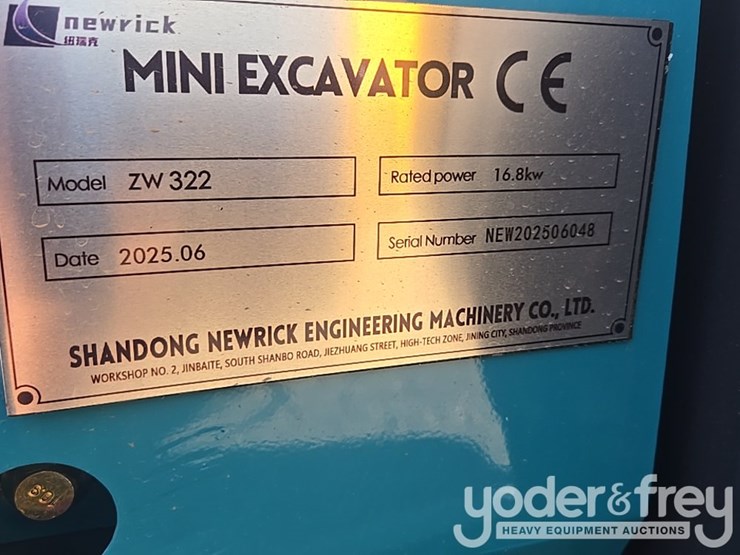 newrick
纽瑞克
MINI EXCAVATOR CE
Model ZW 322
Rated power 16.8kw
Date 2025.06
Serial Number NEW202506048
SHANDONG NEWRICK ENGINEERING MACHINERY CO., LTD.
WORKSHOP NO. 2, JINBAITE, SOUTH SHANBO ROAD, JIEZHUANG STREET, HIGH-TECH ZONE, JINING CITY, SHANDONG PROVINCE
8.8
yoder&frey
HEAVY EQUIPMENT AUCTIONS